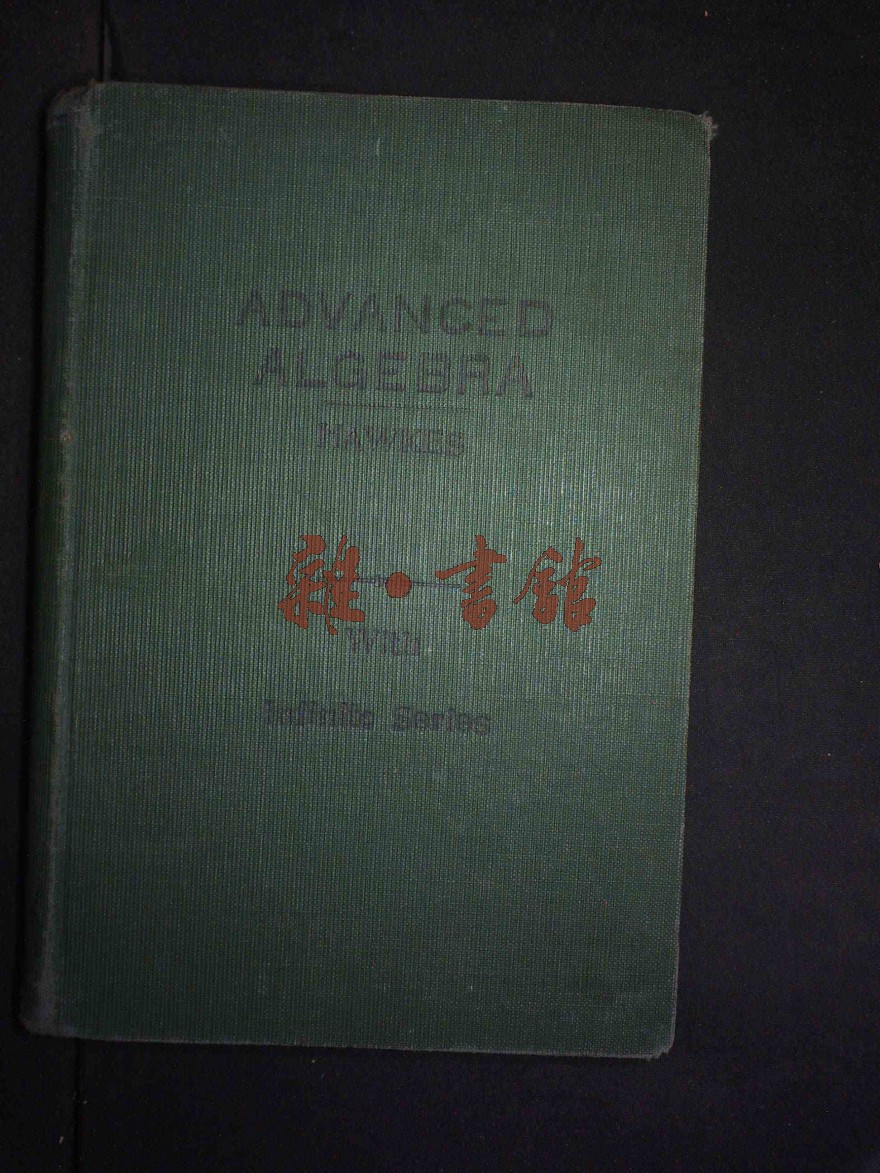 ADVANCED
ALGEBRA
HAWKES
雜·書館
With
Infinite Series